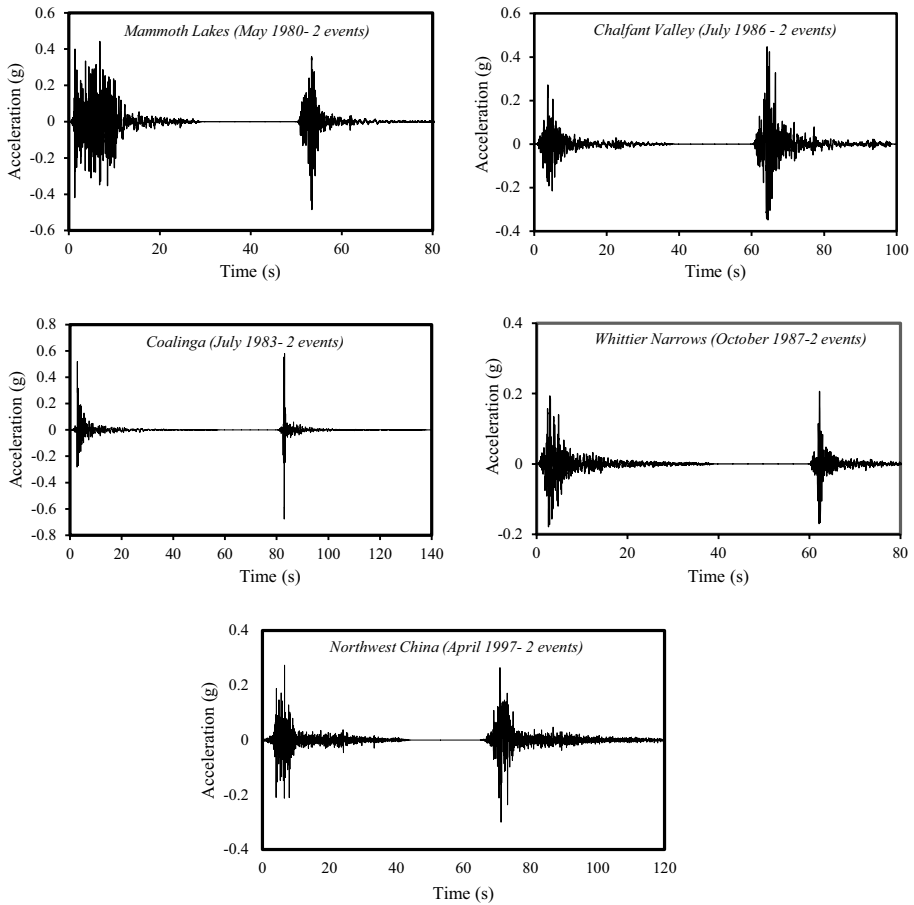 Mammoth Lakes (May 1980- 2 events)
Acceleration (g)
0.6
0.4
0.2
0
-0.2
-0.4
-0.6
0 20 40 60 80
Time (s)
Chalfant Valley (July 1986 - 2 events)
Acceleration (g)
0.6
0.4
0.2
0
-0.2
-0.4
0 20 40 60 80 100
Time (s)
Coalinga (July 1983- 2 events)
Acceleration (g)
0.8
0.6
0.4
0.2
0
-0.2
-0.4
-0.6
-0.8
0 20 40 60 80 100 120 140
Time (s)
Whittier Narrows (October 1987-2 events)
Acceleration (g)
0.4
0.2
0
-0.2
0 20 40 60 80
Time (s)
Northwest China (April 1997- 2 events)
Acceleration (g)
0.4
0.2
0
-0.2
-0.4
0 20 40 60 80 100 120
Time (s)